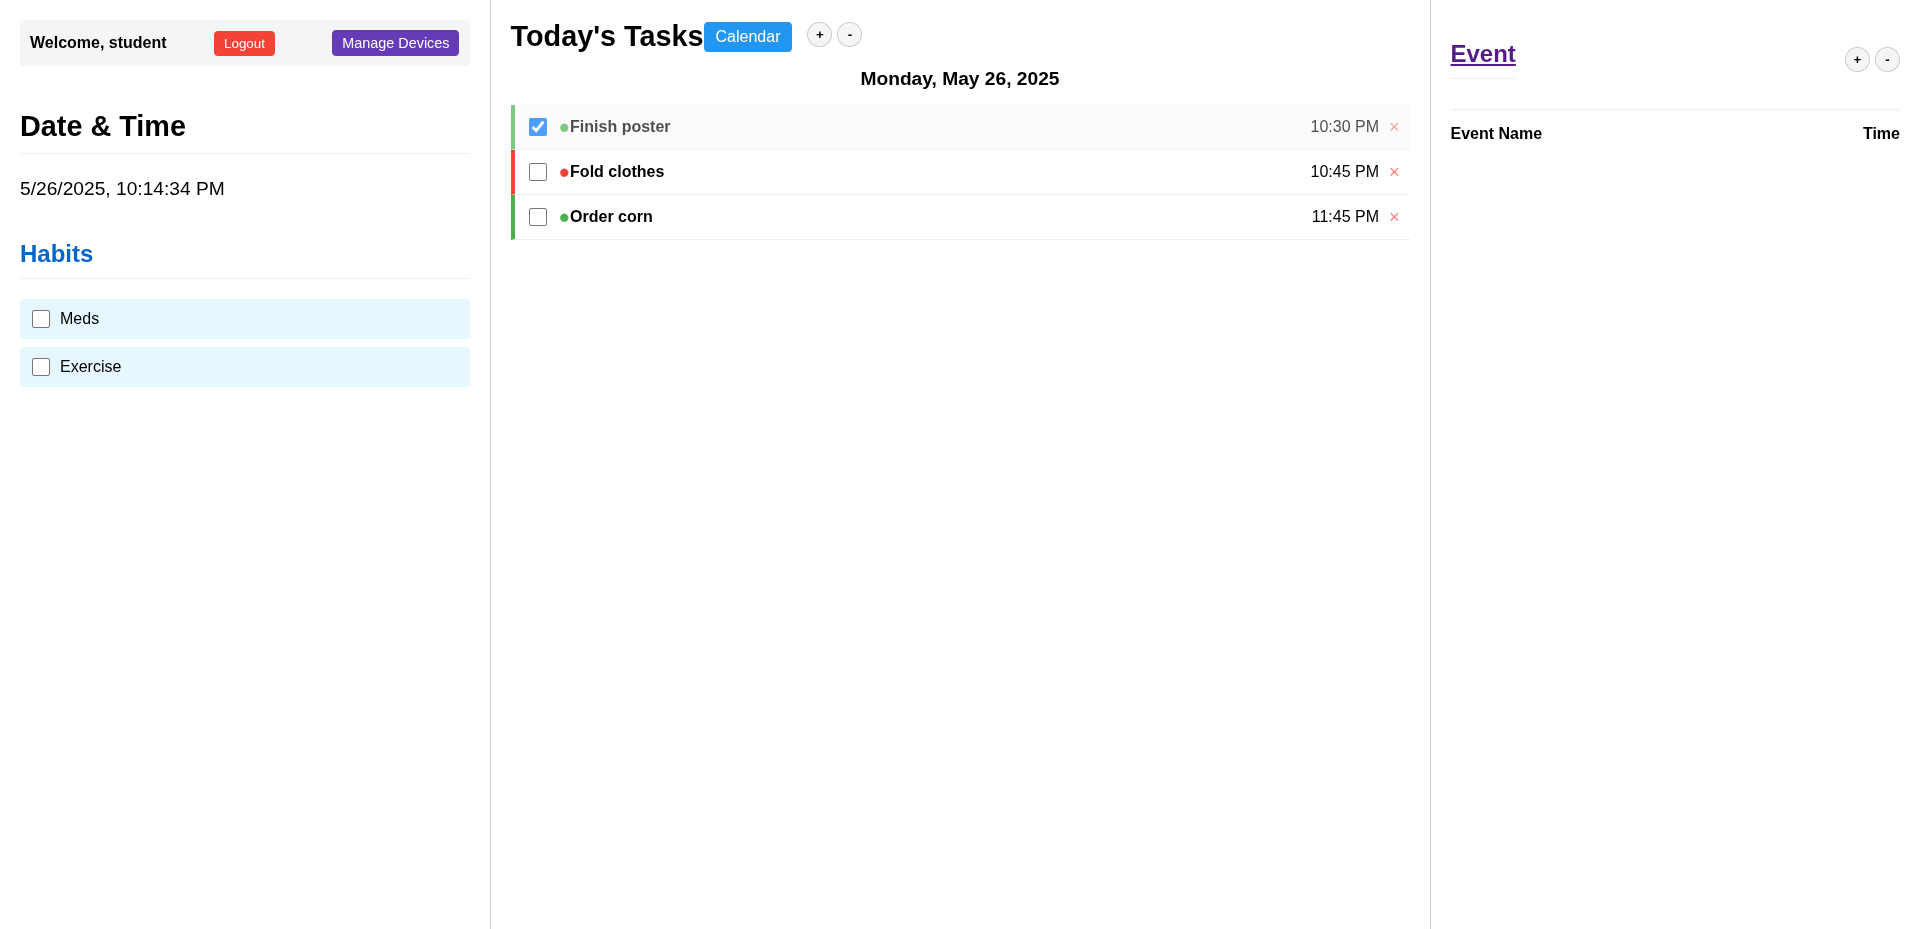 Welcome, student Logout Manage Devices
Date & Time
5/26/2025, 10:14:34 PM
Habits
Meds
Exercise
Today's Tasks Calendar + -
Monday, May 26, 2025
Finish poster 10:30 PM ×
Fold clothes 10:45 PM ×
Order corn 11:45 PM ×
Event + -
Event Name Time